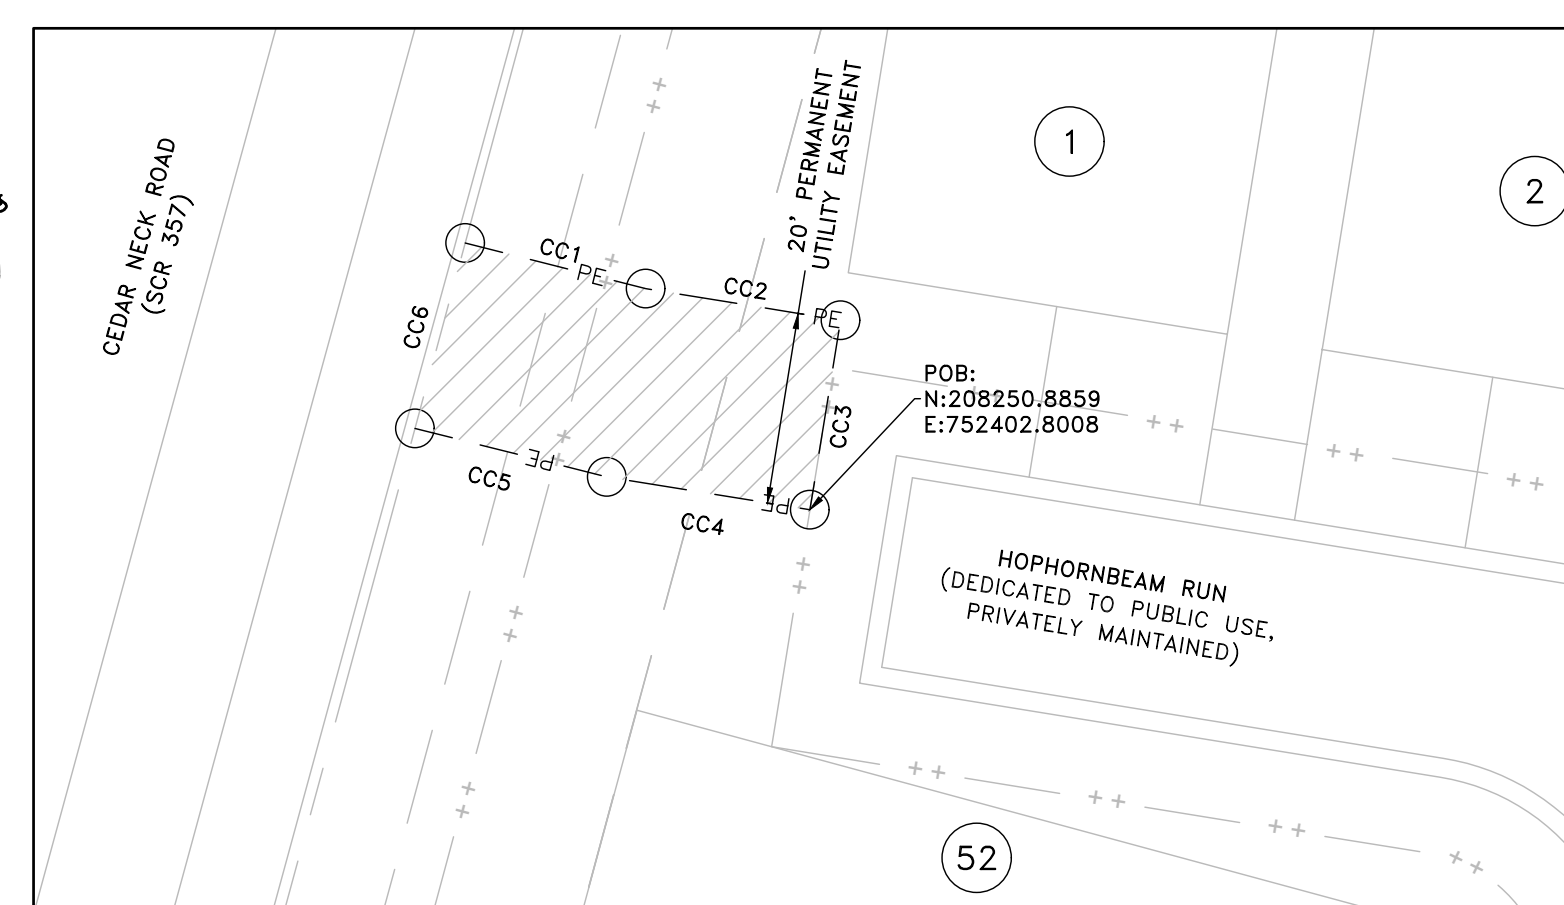 CEDAR NECK ROAD
(SCR 357)
20' PERMANENT
UTILITY EASEMENT
1
2
CC1
PE
CC2
PE
CC6
CC3
POB:
N:208250.8859
E:752402.8008
CC5
PE
CC4
PE
HOPHORNBEAM RUN
(DEDICATED TO PUBLIC USE,
PRIVATELY MAINTAINED)
52